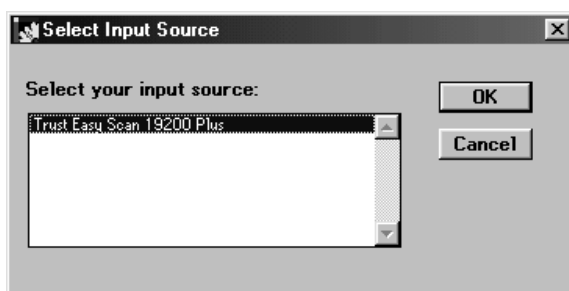 Select Input Source
Select your input source:
Trust Easy Scan 19200 Plus
OK
Cancel